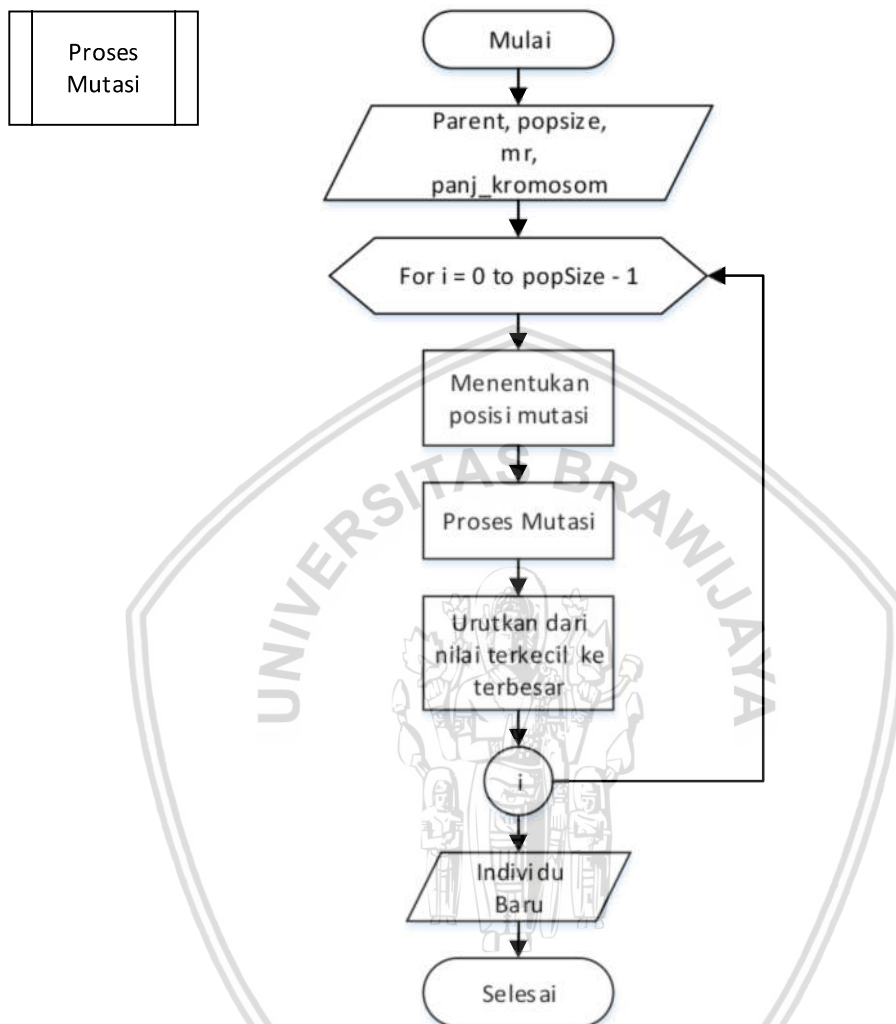 Proses
Mutasi
Mulai
Parent, popsize,
mr,
panj_kromosom
For i = 0 to popSize - 1
Menentukan
posisi mutasi
UNIVERSITAS BRAWIJAYA
Proses Mutasi
Urutkan dari
nilai terkecil ke
terbesar
i
Individu
Baru
Selesai